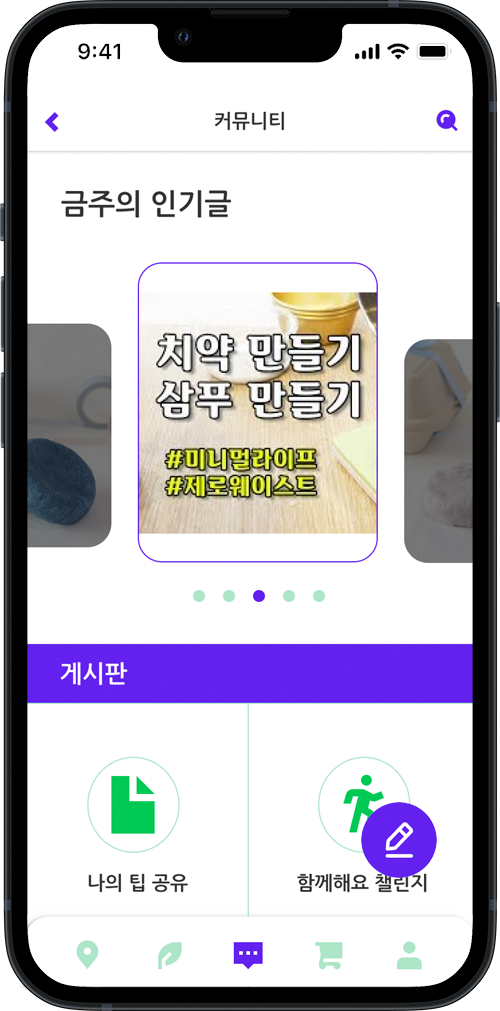 9:41
커뮤니티
금주의 인기글
치약 만들기
삼푸 만들기
#미니멀라이프
#제로웨이스트
게시판
나의 팁 공유
함께해요 챌린지